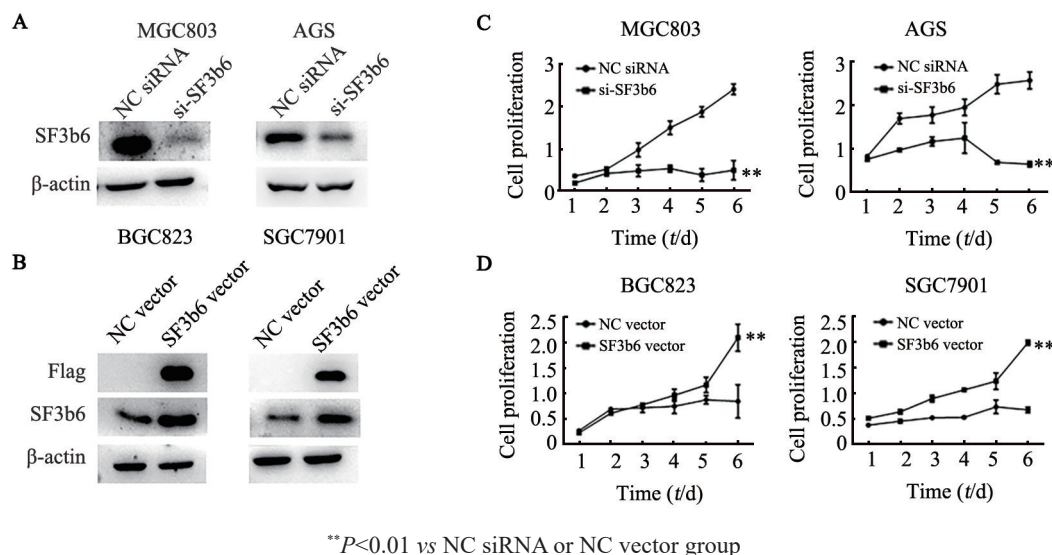 A
MGC803
AGS
NC siRNA
si-SF3b6
NC siRNA
si-SF3b6
SF3b6
β-actin
B
BGC823
SGC7901
NC vector
SF3b6 vector
NC vector
SF3b6 vector
Flag
SF3b6
β-actin
C
MGC803
Cell proliferation
3
2
1
0
NC siRNA
si-SF3b6
**
1 2 3 4 5 6
Time (t/d)
AGS
Cell proliferation
3
2
1
0
NC siRNA
si-SF3b6
**
1 2 3 4 5 6
Time (t/d)
D
BGC823
Cell proliferation
2.5
2.0
1.5
1.0
0.5
0
NC vector
SF3b6 vector
**
1 2 3 4 5 6
Time (t/d)
SGC7901
Cell proliferation
2.5
2.0
1.5
1.0
0.5
0
NC vector
SF3b6 vector
**
1 2 3 4 5 6
Time (t/d)
**P<0.01 vs NC siRNA or NC vector group